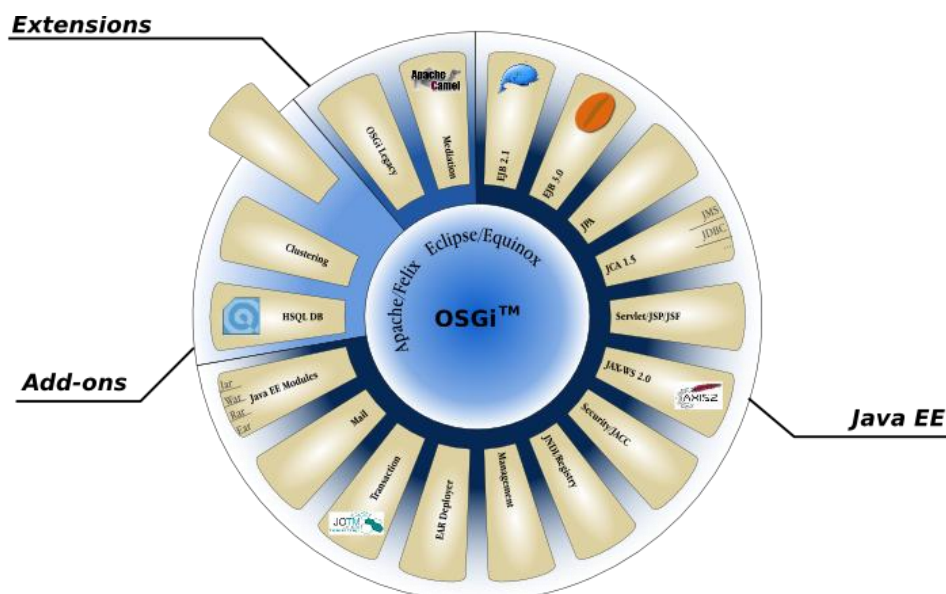 Extensions
Apache
Camel
OSGi Legacy
Mediation
EJB 2.1
EJB 3.0
JPA
JMS
JDBC
...
JCA 1.5
Servlet/JSP/JSF
JAX-WS 2.0
AXIS2
Security/JACC
JNDI/Registry
Management
EAR Deployer
Transaction
JOTM
Mail
Java EE Modules
Jar
War
Rar
Ear
HSQL DB
Clustering
Apache/Felix
Eclipse/Equinox
OSGi™
Add-ons
Java EE